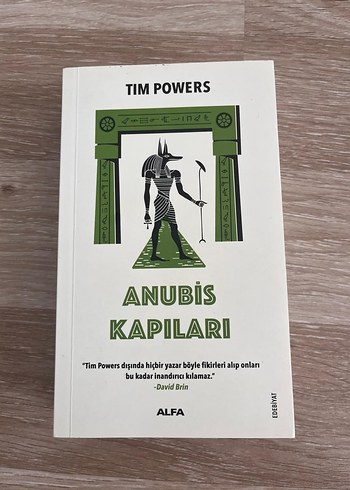 TIM POWERS
ANUBİS
KAPILARI
"Tim Powers dışında hiçbir yazar böyle fikirleri alıp onları
bu kadar inandırıcı kılamaz."
-David Brin
ALFA
EDEBİYAT